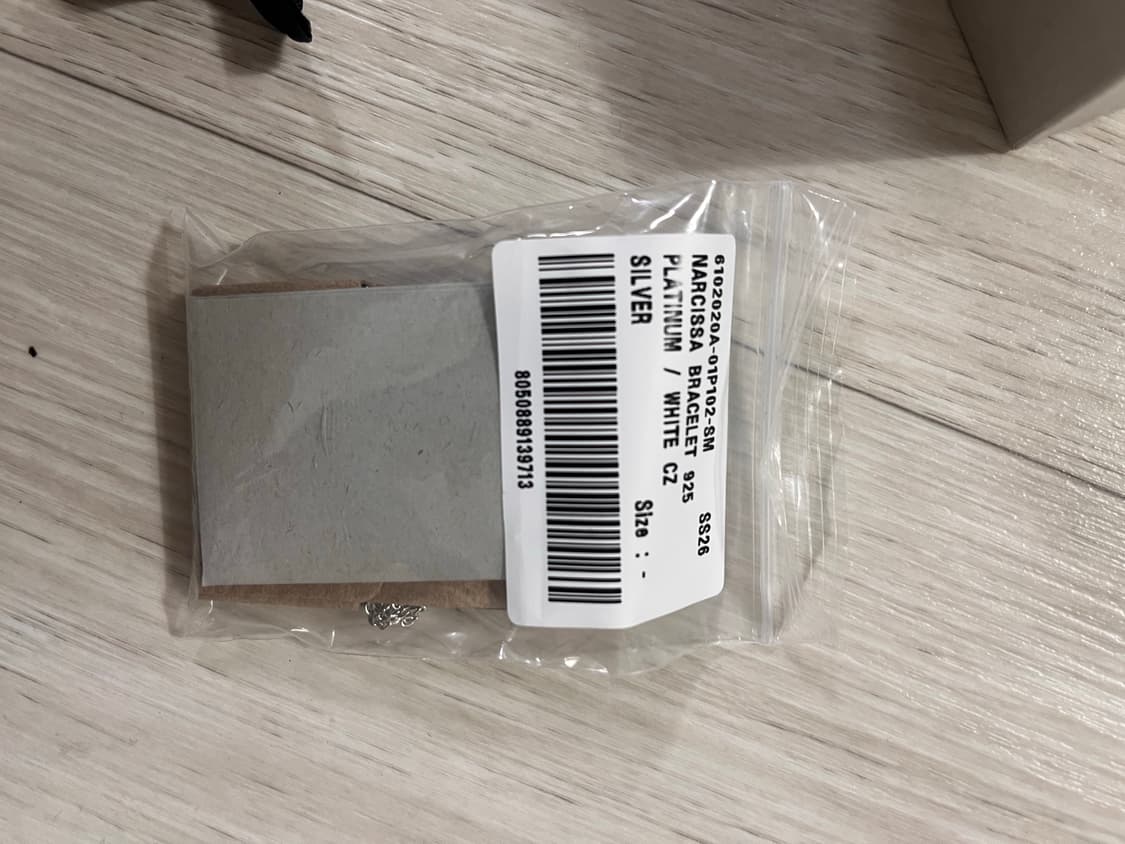 6102020A-01P102-SM
NARCISSA BRACELET 925 SS26
PLATINUM / WHITE CZ
SILVER Size : -
8050889139713